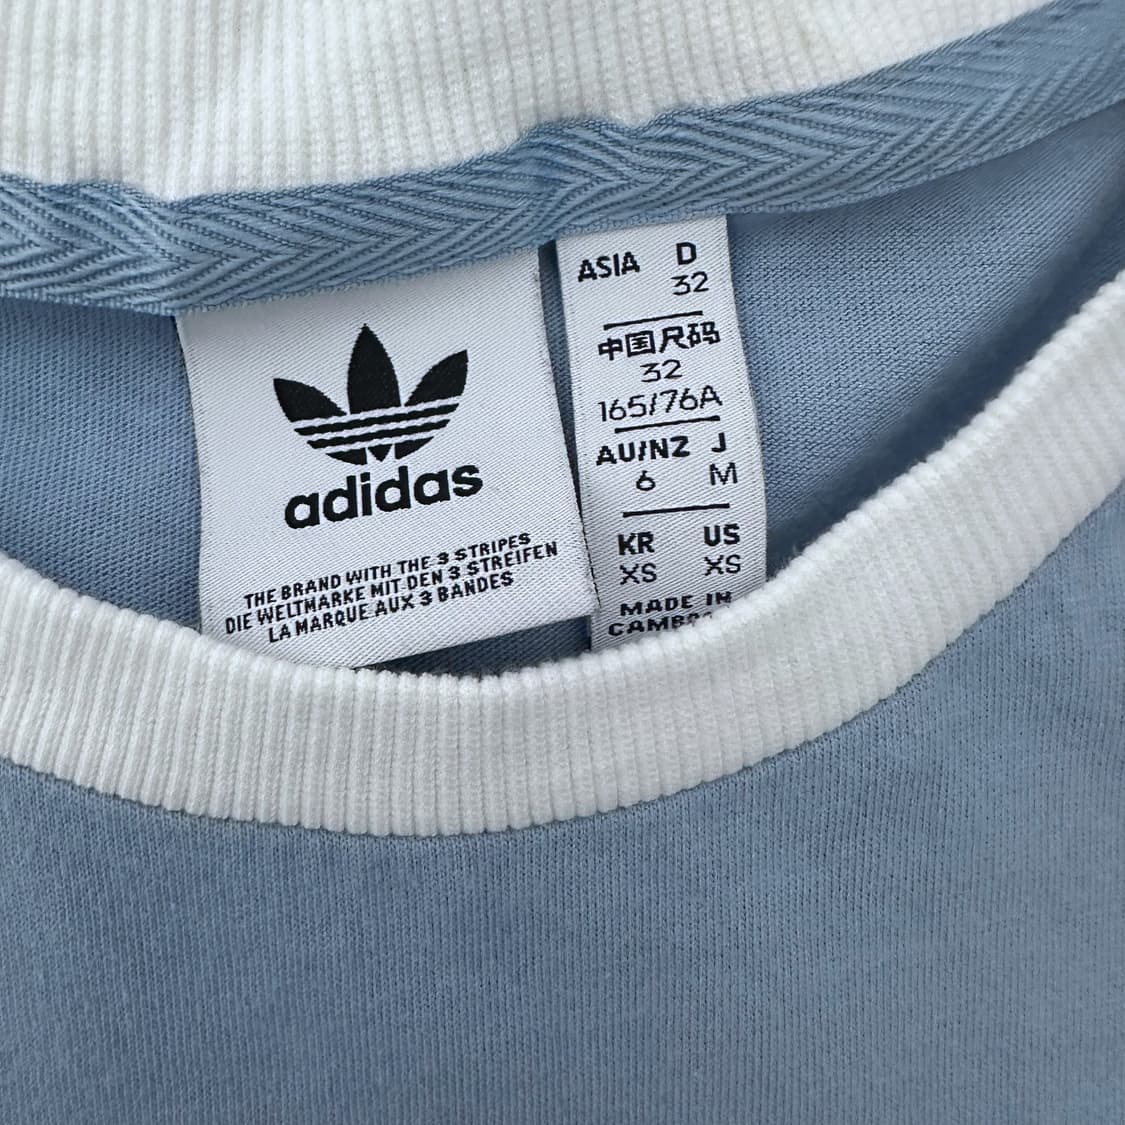 adidas
THE BRAND WITH THE 3 STRIPES
DIE WELTMARKE MIT DEN 3 STREIFEN
LA MARQUE AUX 3 BANDES
ASIA D
32
中国尺码
32
165/76A
AU/NZ J
6 M
KR US
XS XS
MADE IN